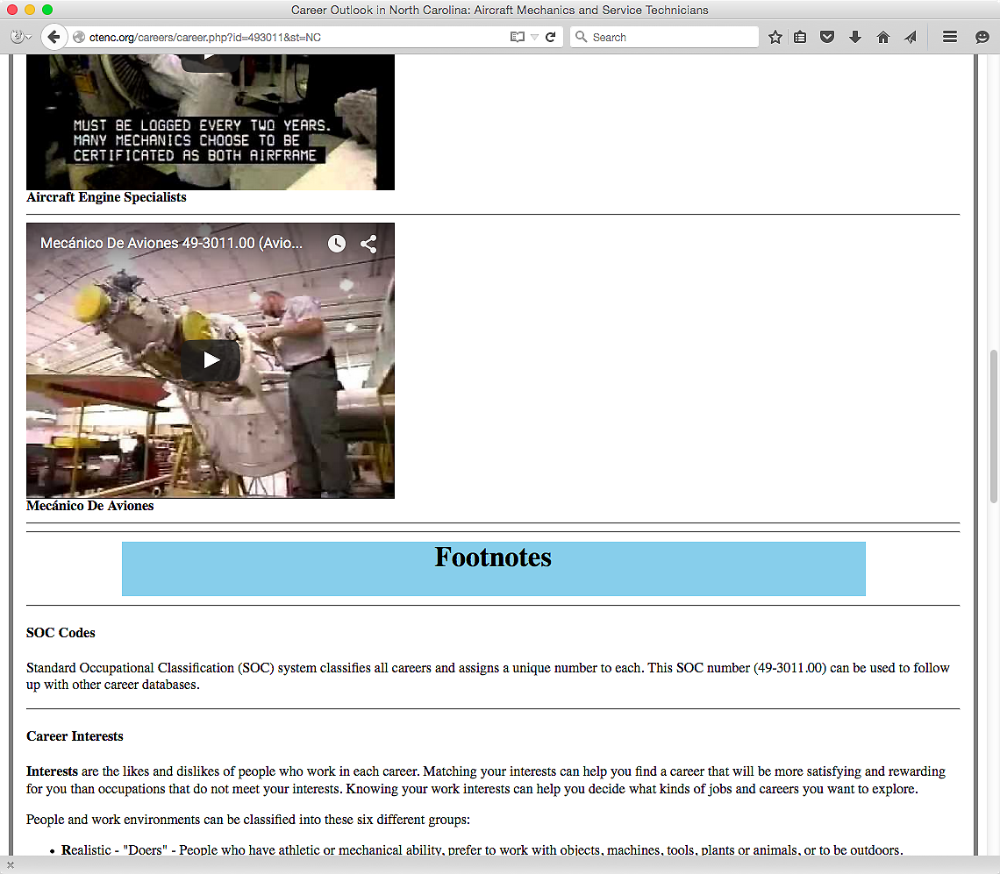 Career Outlook in North Carolina: Aircraft Mechanics and Service Technicians
ctenc.org/careers/career.php?id=493011&st=NC
Search
MUST BE LOGGED EVERY TWO YEARS.
MANY MECHANICS CHOOSE TO BE
CERTIFICATED AS BOTH AIRFRAME
Aircraft Engine Specialists
Mecánico De Aviones 49-3011.00 (Avio...
Mecánico De Aviones
Footnotes
SOC Codes
Standard Occupational Classification (SOC) system classifies all careers and assigns a unique number to each. This SOC number (49-3011.00) can be used to follow
up with other career databases.
Career Interests
Interests are the likes and dislikes of people who work in each career. Matching your interests can help you find a career that will be more satisfying and rewarding
for you than occupations that do not meet your interests. Knowing your work interests can help you decide what kinds of jobs and careers you want to explore.
People and work environments can be classified into these six different groups:
• Realistic - "Doers" - People who have athletic or mechanical ability, prefer to work with objects, machines, tools, plants or animals, or to be outdoors.